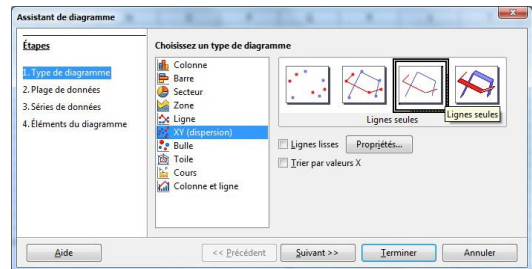 Assistant de diagramme
Étapes
1. Type de diagramme
2. Plage de données
3. Séries de données
4. Éléments du diagramme
Choisissez un type de diagramme
Colonne
Barre
Secteur
Zone
Ligne
XY (dispersion)
Bulle
Toile
Cours
Colonne et ligne
Lignes seules
Lignes seules
Lignes lisses
Propriétés...
Trier par valeurs X
Aide
<< Précédent
Suivant >>
Terminer
Annuler